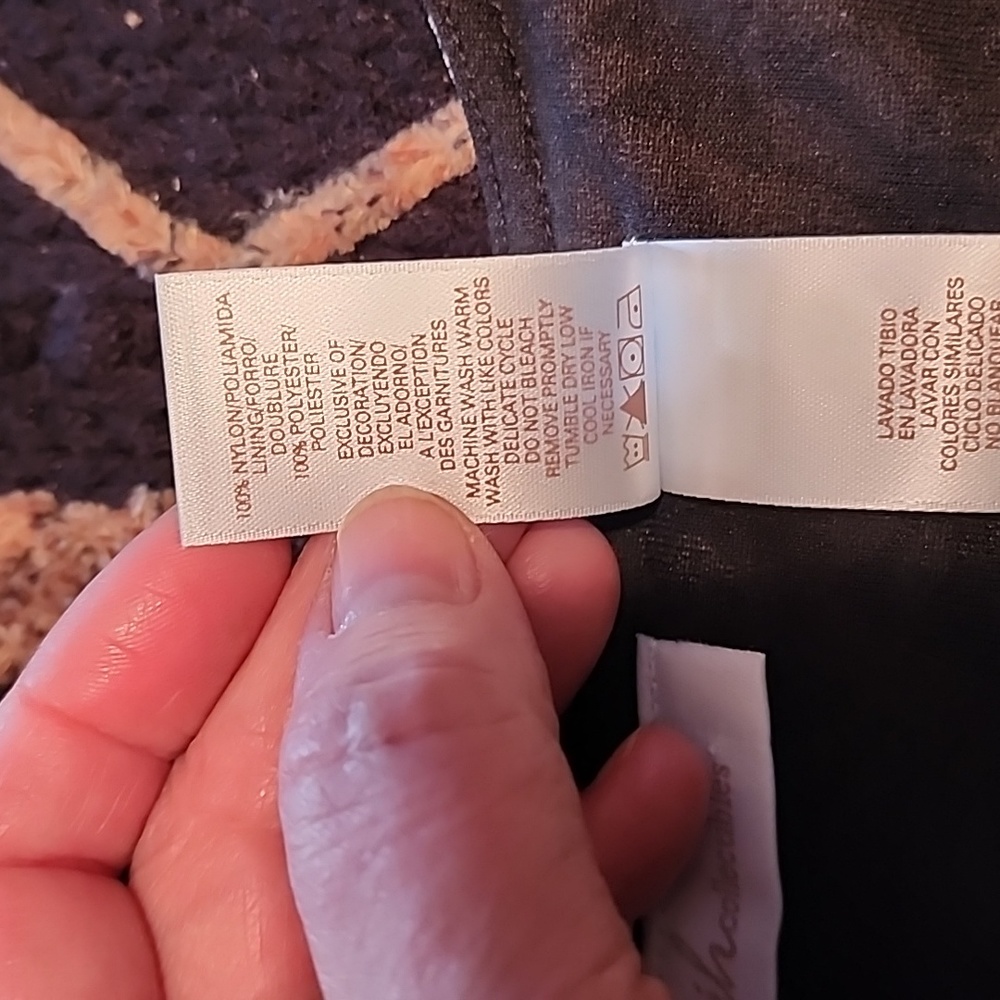 100% NYLON/POLIAMIDA
LINING/FORRO/
DOUBLURE
100% POLYESTER/
POLIESTER
EXCLUSIVE OF
DECORATION/
EXCLUYENDO
EL ADORNO/
A L'EXCEPTION
DES GARNITURES
MACHINE WASH WARM
WASH WITH LIKE COLORS
DELICATE CYCLE
DO NOT BLEACH
REMOVE PROMPTLY
TUMBLE DRY LOW
COOL IRON IF
NECESSARY
LAVADO TIBIO
EN LAVADORA
LAVAR CON
COLORES SIMILARES
CICLO DELICADO
NO BLANQUEAR